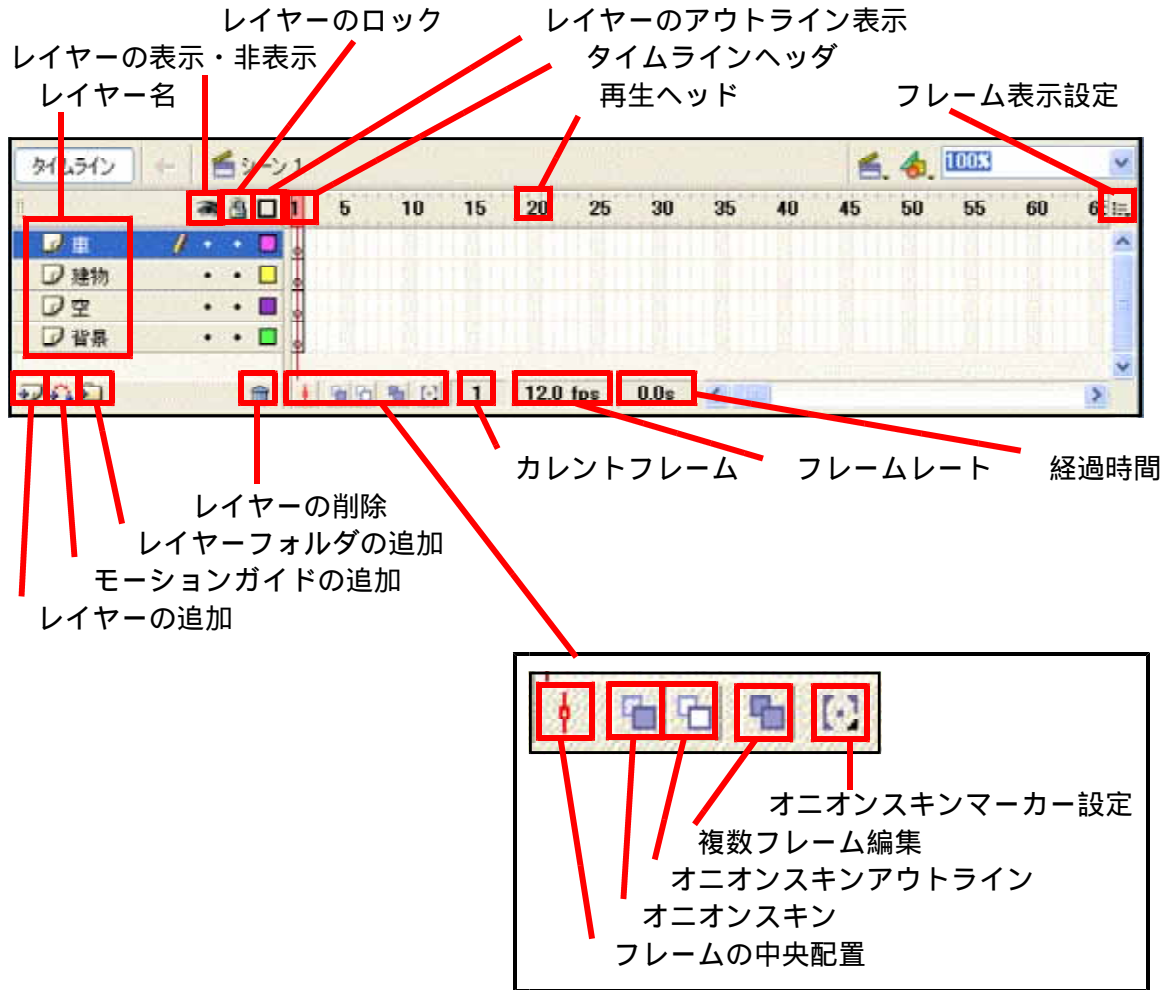 レイヤーのロック
レイヤーのアウトライン表示
レイヤーの表示・非表示
タイムラインヘッダ
レイヤー名
再生ヘッド
フレーム表示設定
タイムライン
シーン 1
100%
1 5 10 15 20 25 30 35 40 45 50 55 60
車
建物
空
背景
1 12.0 fps 0.0s
カレントフレーム
フレームレート
経過時間
レイヤーの削除
レイヤーフォルダの追加
モーションガイドの追加
レイヤーの追加
オニオンスキンマーカー設定
複数フレーム編集
オニオンスキンアウトライン
オニオンスキン
フレームの中央配置